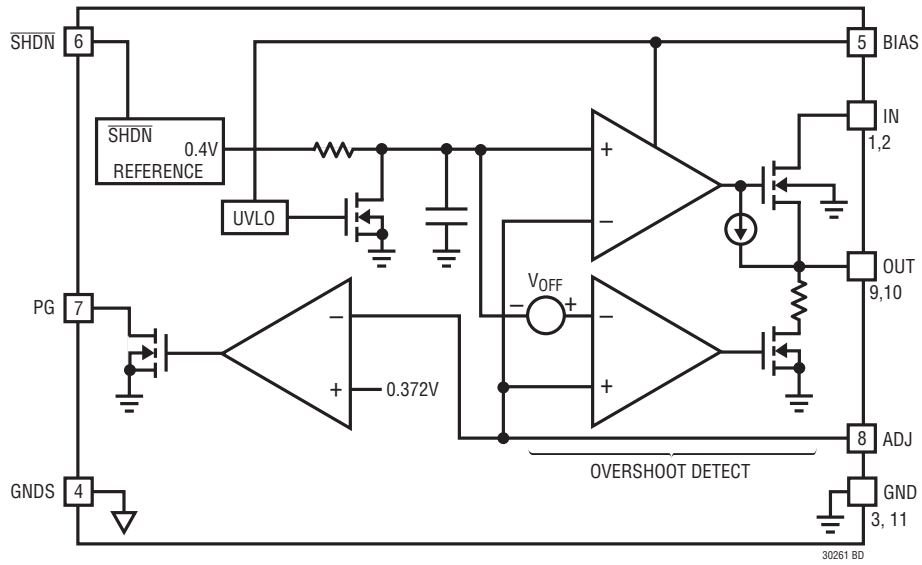 SHDN
6
5
BIAS
IN
1,2
SHDN
0.4V
REFERENCE
+
UVLO
–
OUT
9,10
VOFF
PG
7
–
+
–
–
+
0.372V
+
8
ADJ
OVERSHOOT DETECT
GNDS
4
GND
3, 11
30261 BD